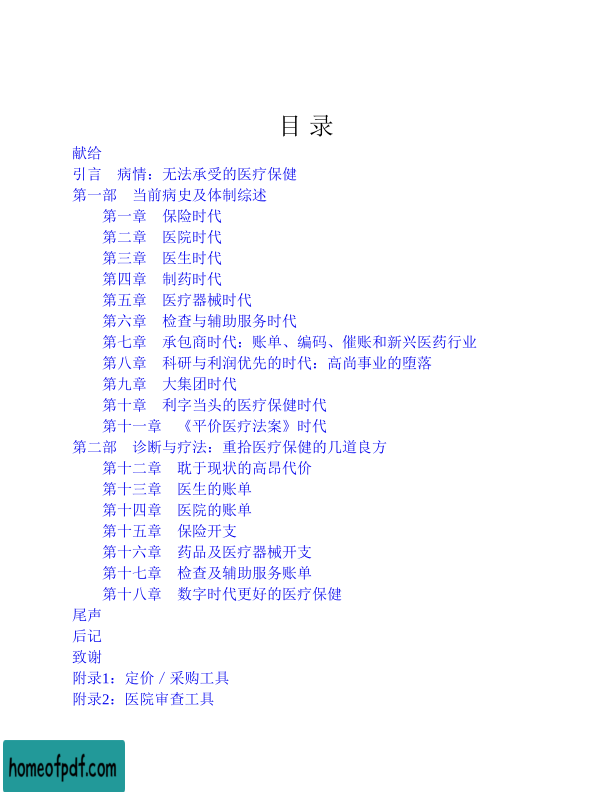 目 录
献给
引言　病情：无法承受的医疗保健
第一部　当前病史及体制综述
第一章　保险时代
第二章　医院时代
第三章　医生时代
第四章　制药时代
第五章　医疗器械时代
第六章　检查与辅助服务时代
第七章　承包商时代：账单、编码、催账和新兴医药行业
第八章　科研与利润优先的时代：高尚事业的堕落
第九章　大集团时代
第十章　利字当头的医疗保健时代
第十一章　《平价医疗法案》时代
第二部　诊断与疗法：重拾医疗保健的几道良方
第十二章　耽于现状的高昂代价
第十三章　医生的账单
第十四章　医院的账单
第十五章　保险开支
第十六章　药品及医疗器械开支
第十七章　检查及辅助服务账单
第十八章　数字时代更好的医疗保健
尾声
后记
致谢
附录1：定价／采购工具
附录2：医院审查工具
homeofpdf.com